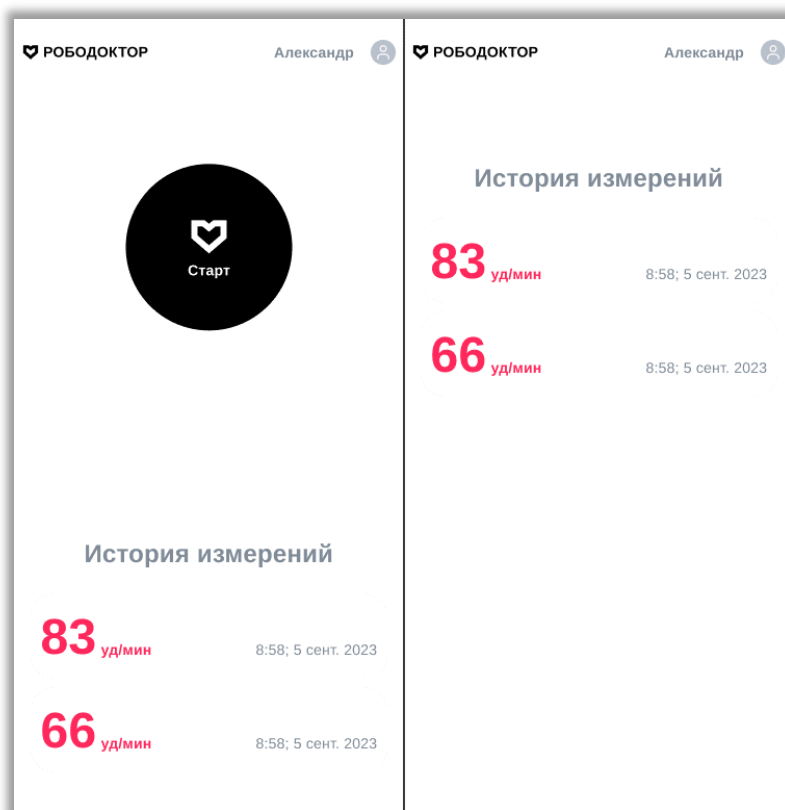 РОБОДОКТОР
Александр
Старт
История измерений
83 уд/мин
8:58; 5 сент. 2023
66 уд/мин
8:58; 5 сент. 2023
РОБОДОКТОР
Александр
История измерений
83 уд/мин
8:58; 5 сент. 2023
66 уд/мин
8:58; 5 сент. 2023